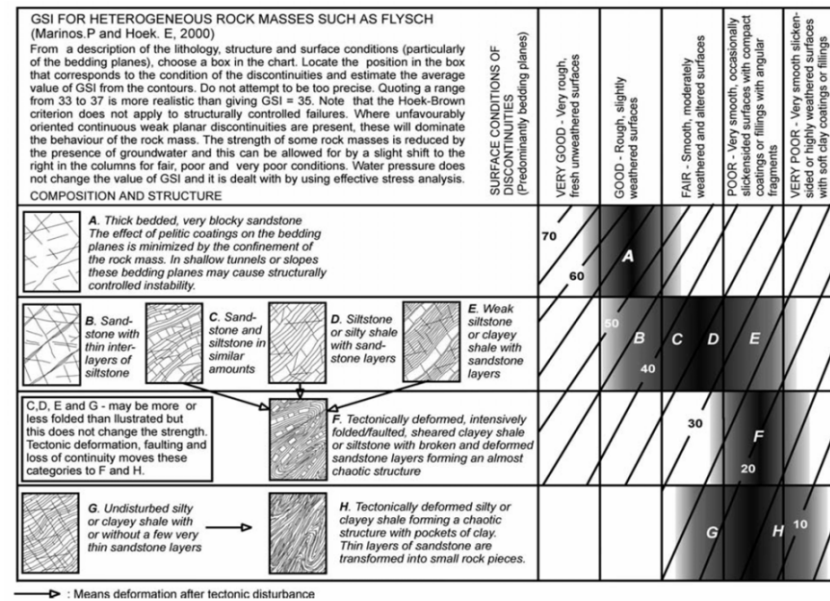 GSI FOR HETEROGENEOUS ROCK MASSES SUCH AS FLYSCH
(Marinos.P and Hoek. E, 2000)
From a description of the lithology, structure and surface conditions (particularly
of the bedding planes), choose a box in the chart. Locate the position in the box
that corresponds to the condition of the discontinuities and estimate the average
value of GSI from the contours. Do not attempt to be too precise. Quoting a range
from 33 to 37 is more realistic than giving GSI = 35. Note that the Hoek-Brown
criterion does not apply to structurally controlled failures. Where unfavourably
oriented continuous weak planar discontinuities are present, these will dominate
the behaviour of the rock mass. The strength of some rock masses is reduced by
the presence of groundwater and this can be allowed for by a slight shift to the
right in the columns for fair, poor and very poor conditions. Water pressure does
not change the value of GSI and it is dealt with by using effective stress analysis.
COMPOSITION AND STRUCTURE
SURFACE CONDITIONS OF
DISCONTINUITIES
(Predominantly bedding planes)
VERY GOOD - Very rough,
fresh unweathered surfaces
GOOD - Rough, slightly
weathered surfaces
FAIR - Smooth, moderately
weathered and altered surfaces
POOR - Very smooth, occasionally
slickensided surfaces with compact
coatings or fillings with angular
fragments
VERY POOR - Very smooth slicken-
sided or highly weathered surfaces
with soft clay coatings or fillings
A. Thick bedded, very blocky sandstone
The effect of pelitic coatings on the bedding
planes is minimized by the confinement of
the rock mass. In shallow tunnels or slopes
these bedding planes may cause structurally
controlled instability.
70
60
A
B. Sand-
stone with
thin inter-
layers of
siltstone
C. Sand-
stone and
siltstone in
similar
amounts
D. Siltstone
or silty shale
with sand-
stone layers
E. Weak
siltstone
or clayey
shale with
sandstone
layers
50
B
C
D
E
40
C,D, E and G - may be more or
less folded than llustrated but
this does not change the strength.
Tectonic deformation, faulting and
loss of continuity moves these
categories to F and H.
F. Tectonically deformed, intensively
folded/faulted, sheared clayey shale
or siltstone with broken and deformed
sandstone layers forming an almost
chaotic structure
30
F
20
G. Undisturbed silty
or clayey shale with
or without a few very
thin sandstone layers
H. Tectonically deformed silty or
clayey shale forming a chaotic
structure with pockets of clay.
Thin layers of sandstone are
transformed into small rock pieces.
G
H
10
: Means deformation after tectonic disturbance